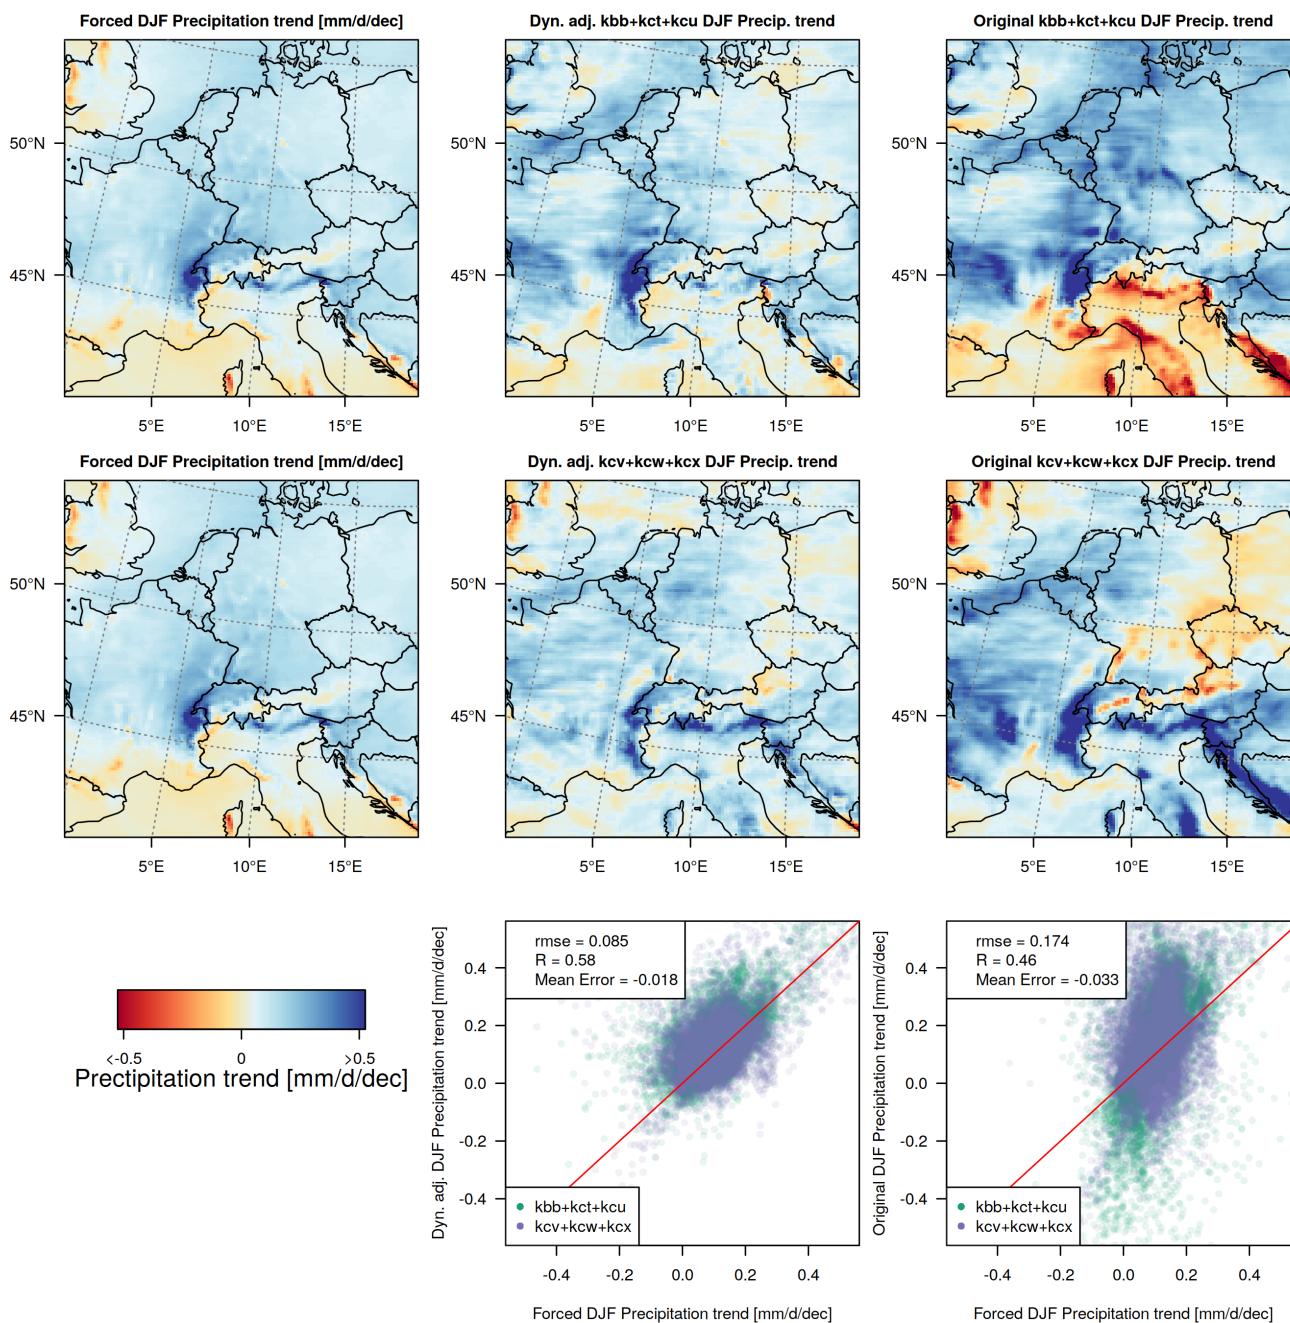 Forced DJF Precipitation trend [mm/d/dec]
Dyn. adj. kbb+kct+kcu DJF Precip. trend
Original kbb+kct+kcu DJF Precip. trend
50°N
50°N
50°N
45°N
45°N
45°N
5°E 10°E 15°E
5°E 10°E 15°E
5°E 10°E 15°E
Forced DJF Precipitation trend [mm/d/dec]
Dyn. adj. kcv+kcw+kcx DJF Precip. trend
Original kcv+kcw+kcx DJF Precip. trend
50°N
50°N
50°N
45°N
45°N
45°N
5°E 10°E 15°E
5°E 10°E 15°E
5°E 10°E 15°E
<-0.5 0 >0.5
Prectipitation trend [mm/d/dec]
Dyn. adj. DJF Precipitation trend [mm/d/dec]
0.4
0.2
0.0
-0.2
-0.4
rmse = 0.085
R = 0.58
Mean Error = -0.018
kbb+kct+kcu
kcv+kcw+kcx
-0.4 -0.2 0.0 0.2 0.4
Forced DJF Precipitation trend [mm/d/dec]
Original DJF Precipitation trend [mm/d/dec]
0.4
0.2
0.0
-0.2
-0.4
rmse = 0.174
R = 0.46
Mean Error = -0.033
kbb+kct+kcu
kcv+kcw+kcx
-0.4 -0.2 0.0 0.2 0.4
Forced DJF Precipitation trend [mm/d/dec]